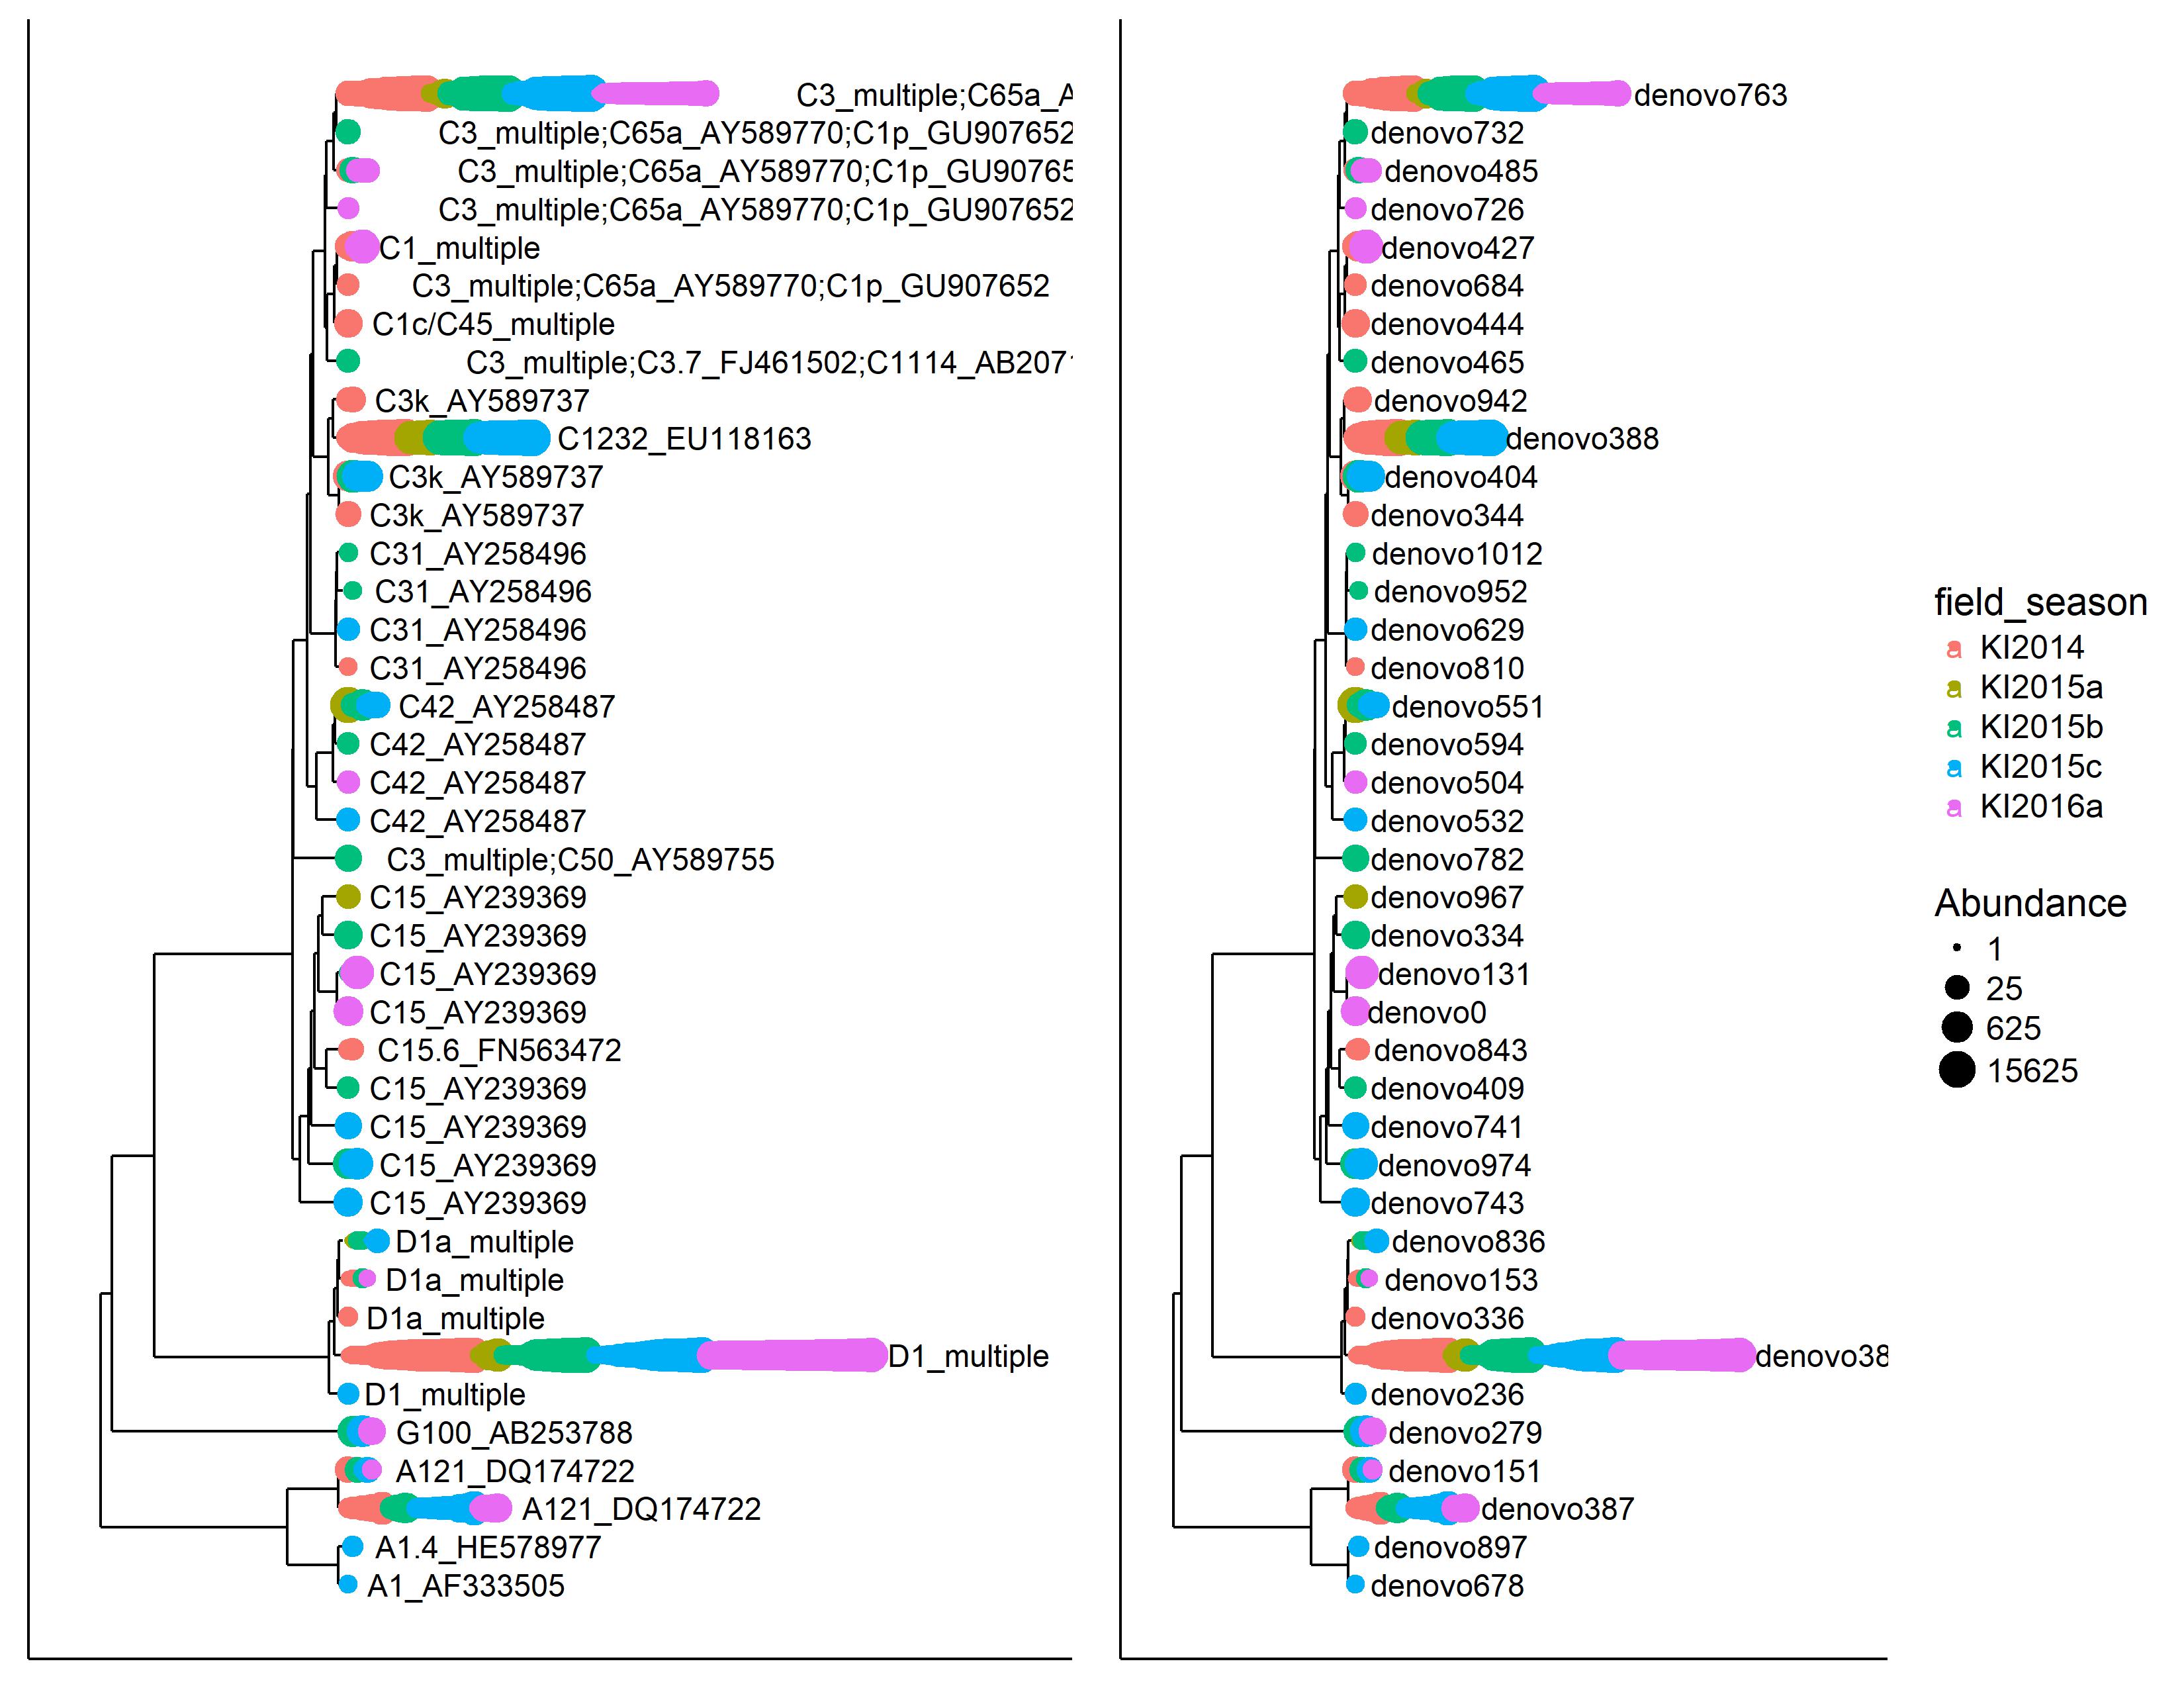 C3_multiple;C65a_A
C3_multiple;C65a_AY589770;C1p_GU907652
C3_multiple;C65a_AY589770;C1p_GU90765
C3_multiple;C65a_AY589770;C1p_GU907652
C1_multiple
C3_multiple;C65a_AY589770;C1p_GU907652
C1c/C45_multiple
C3_multiple;C3.7_FJ461502;C1114_AB2071
C3k_AY589737
C1232_EU118163
C3k_AY589737
C3k_AY589737
C31_AY258496
C31_AY258496
C31_AY258496
C31_AY258496
C42_AY258487
C42_AY258487
C42_AY258487
C42_AY258487
C3_multiple;C50_AY589755
C15_AY239369
C15_AY239369
C15_AY239369
C15_AY239369
C15.6_FN563472
C15_AY239369
C15_AY239369
C15_AY239369
C15_AY239369
D1a_multiple
D1a_multiple
D1a_multiple
D1_multiple
D1_multiple
G100_AB253788
A121_DQ174722
A121_DQ174722
A1.4_HE578977
A1_AF333505
denovo763
denovo732
denovo485
denovo726
denovo427
denovo684
denovo444
denovo465
denovo942
denovo388
denovo404
denovo344
denovo1012
denovo952
denovo629
denovo810
denovo551
denovo594
denovo504
denovo532
denovo782
denovo967
denovo334
denovo131
denovo0
denovo843
denovo409
denovo741
denovo974
denovo743
denovo836
denovo153
denovo336
denovo38
denovo236
denovo279
denovo151
denovo387
denovo897
denovo678
field_season
a KI2014
a KI2015a
a KI2015b
a KI2015c
a KI2016a
Abundance
1
25
625
15625